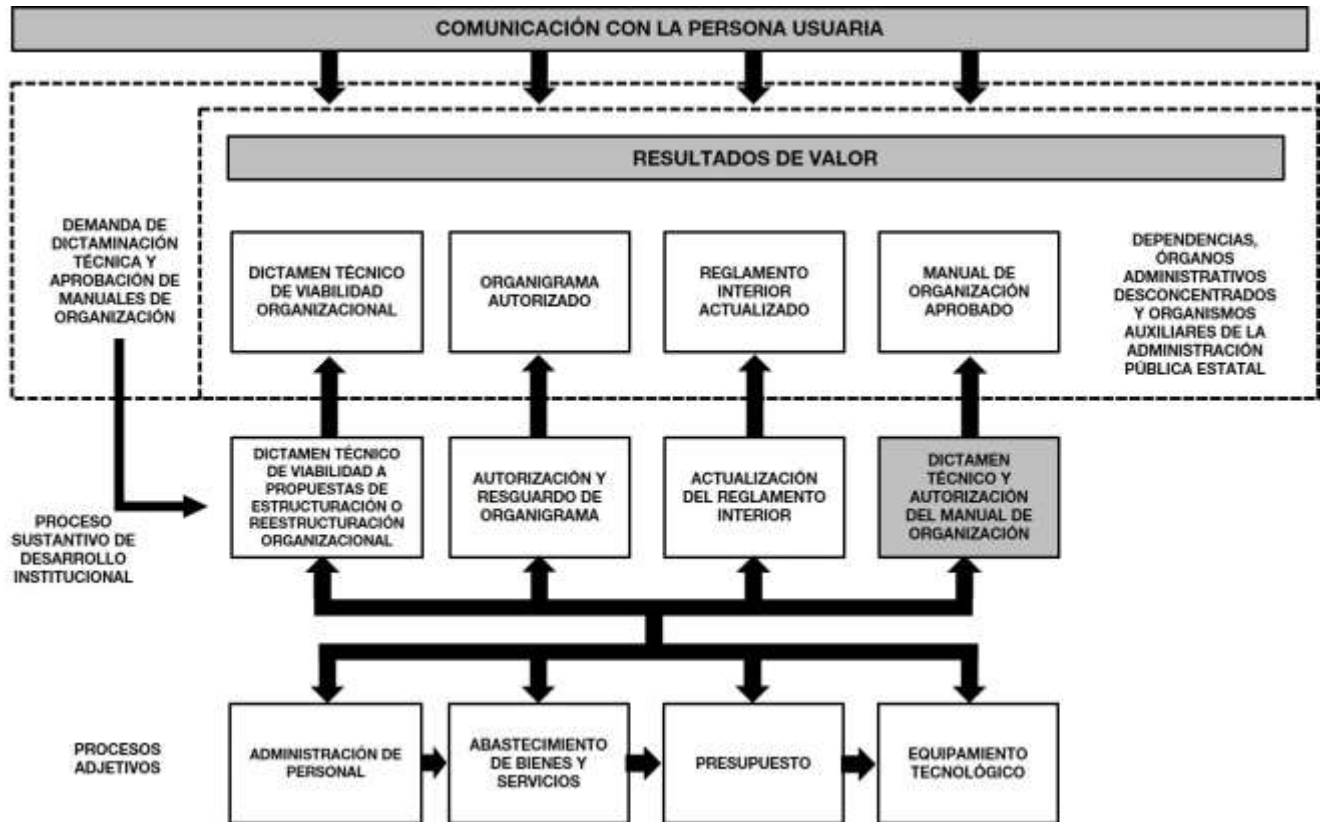 COMUNICACIÓN CON LA PERSONA USUARIA
RESULTADOS DE VALOR
DEMANDA DE
DICTAMINACIÓN
TÉCNICA Y
APROBACIÓN DE
MANUALES DE
ORGANIZACIÓN
DICTAMEN TÉCNICO
DE VIABILIDAD
ORGANIZACIONAL
ORGANIGRAMA
AUTORIZADO
REGLAMENTO
INTERIOR
ACTUALIZADO
MANUAL DE
ORGANIZACIÓN
APROBADO
DEPENDENCIAS,
ÓRGANOS
ADMINISTRATIVOS
DESCONCENTRADOS
Y ORGANISMOS
AUXILIARES DE LA
ADMINISTRACIÓN
PÚBLICA ESTATAL
PROCESO
SUSTANTIVO DE
DESARROLLO
INSTITUCIONAL
DICTAMEN TÉCNICO
DE VIABILIDAD A
PROPUESTAS DE
ESTRUCTURACIÓN O
REESTRUCTURACIÓN
ORGANIZACIONAL
AUTORIZACIÓN Y
RESGUARDO DE
ORGANIGRAMA
ACTUALIZACIÓN
DEL REGLAMENTO
INTERIOR
DICTAMEN
TÉCNICO Y
AUTORIZACIÓN
DEL MANUAL DE
ORGANIZACIÓN
PROCESOS
ADJETIVOS
ADMINISTRACIÓN DE
PERSONAL
ABASTECIMIENTO
DE BIENES Y
SERVICIOS
PRESUPUESTO
EQUIPAMIENTO
TECNOLÓGICO